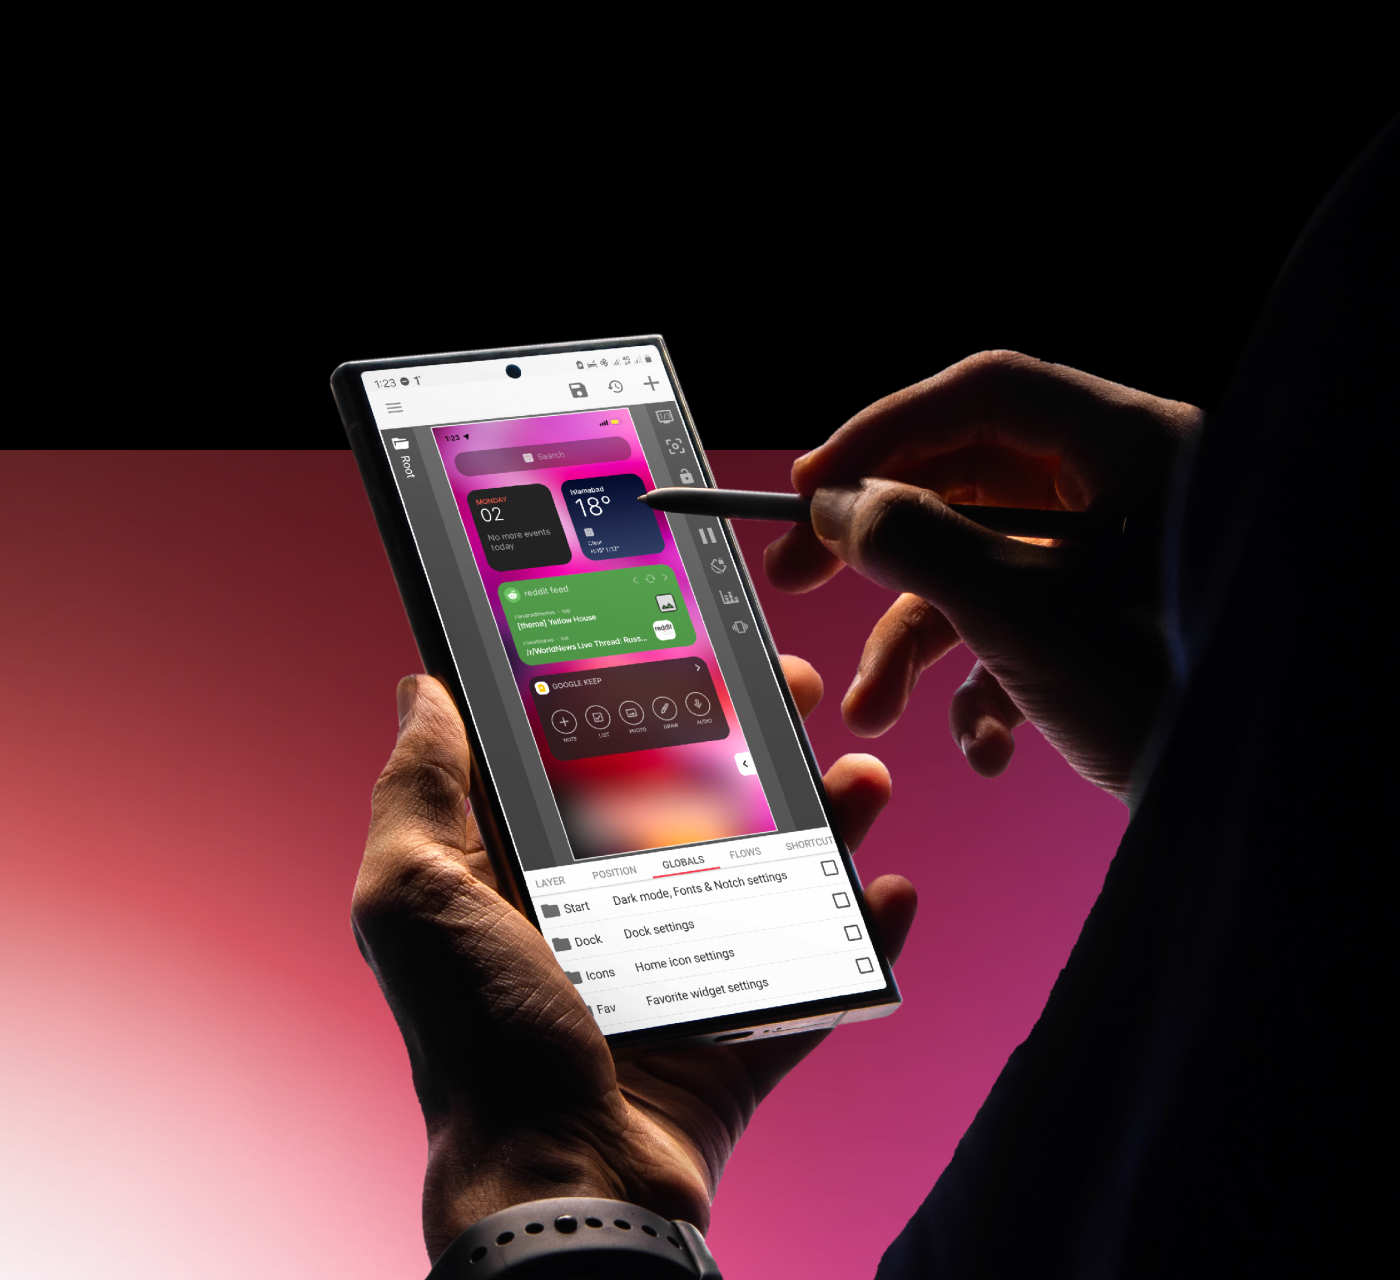 1:23
Root
1:23
Search
MONDAY
02
No more events
today
Islamabad
18°
Clear
reddit feed
[theme] Yellow House
/r/WorldNews Live Thread: Russ...
reddit
GOOGLE KEEP
NOTE
LIST
PHOTO
DRAW
AUDIO
LAYER
POSITION
GLOBALS
FLOWS
SHORTCUT
Start Dark mode, Fonts & Notch settings
Dock Dock settings
Icons Home icon settings
Fav Favorite widget settings